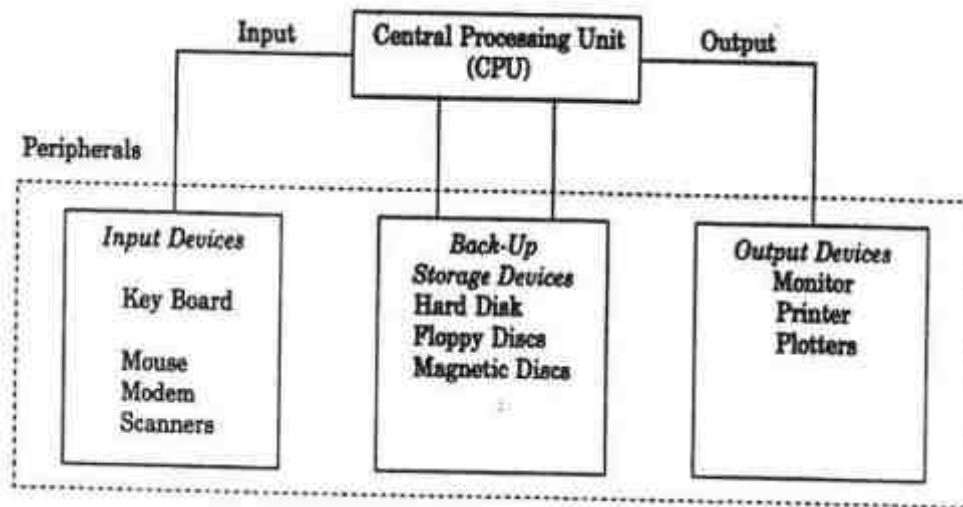 Input
Central Processing Unit
(CPU)
Output
Peripherals
Input Devices
Key Board
Mouse
Modem
Scanners
Back-Up
Storage Devices
Hard Disk
Floppy Discs
Magnetic Discs
Output Devices
Monitor
Printer
Plotters